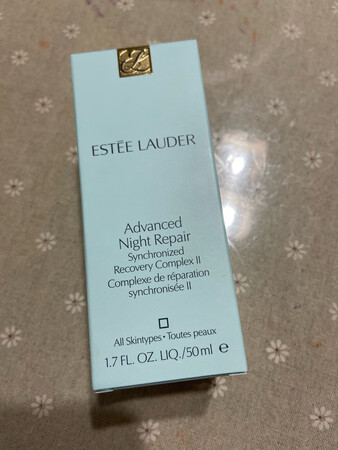 ESTĒE LAUDER
Advanced
Night Repair
Synchronized
Recovery Complex II
Complexe de réparation
synchronisée II
All Skintypes • Toutes peaux
1.7 FL. OZ. LIQ./50ml ℮